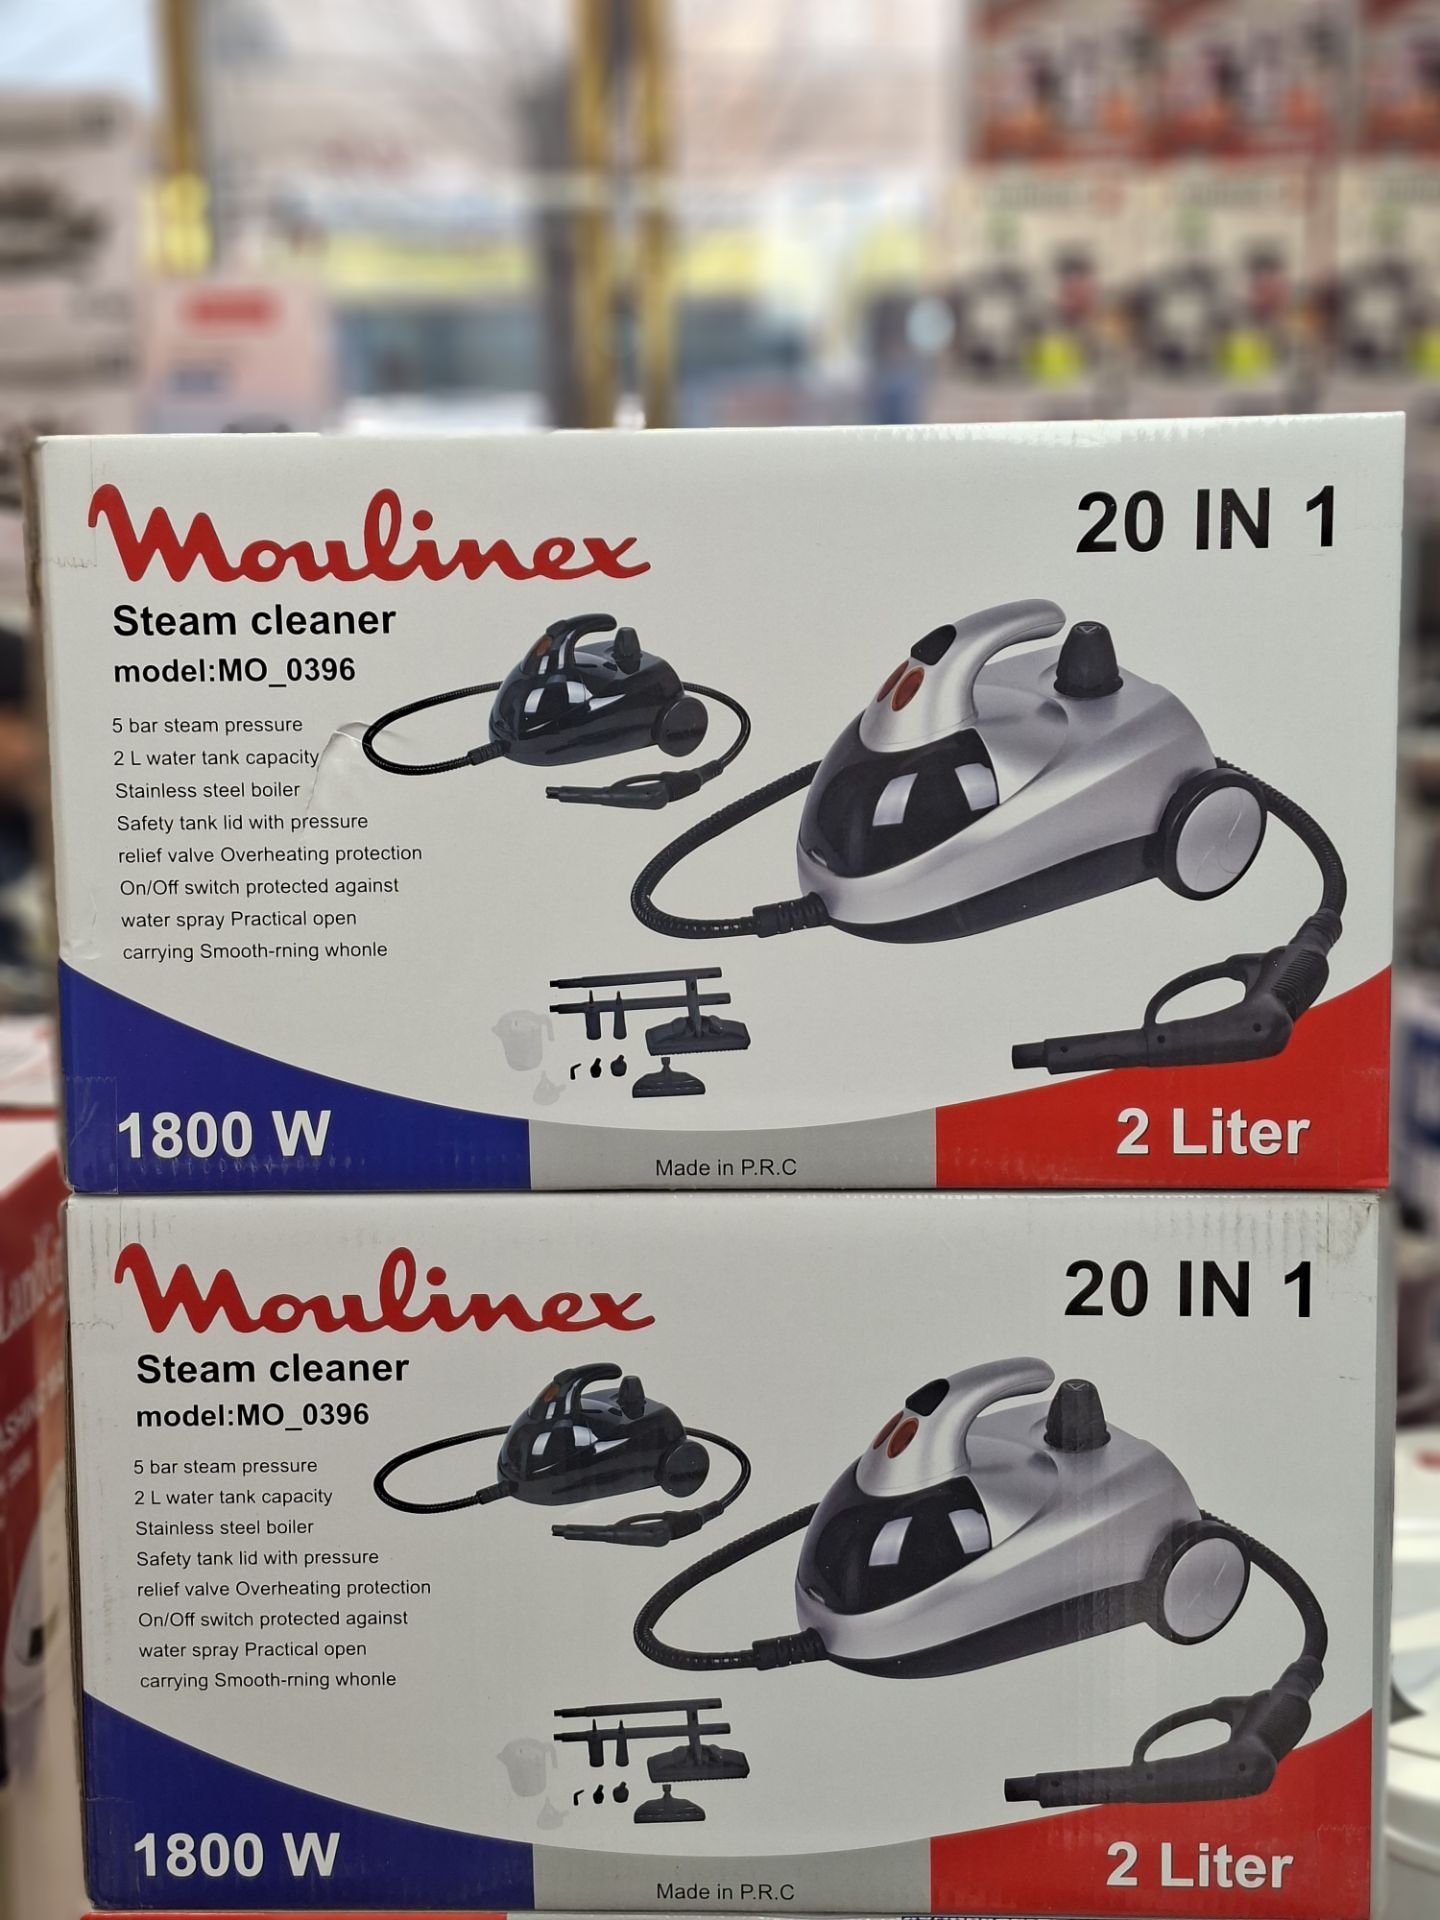 Moulinex
20 IN 1
Steam cleaner
model:MO_0396
5 bar steam pressure
2 L water tank capacity
Stainless steel boiler
Safety tank lid with pressure
relief valve Overheating protection
On/Off switch protected against
water spray Practical open
carrying Smooth-rning whonle
1800 W
Made in P.R.C
2 Liter
Moulinex
20 IN 1
Steam cleaner
model:MO_0396
5 bar steam pressure
2 L water tank capacity
Stainless steel boiler
Safety tank lid with pressure
relief valve Overheating protection
On/Off switch protected against
water spray Practical open
carrying Smooth-rning whonle
1800 W
Made in P.R.C
2 Liter